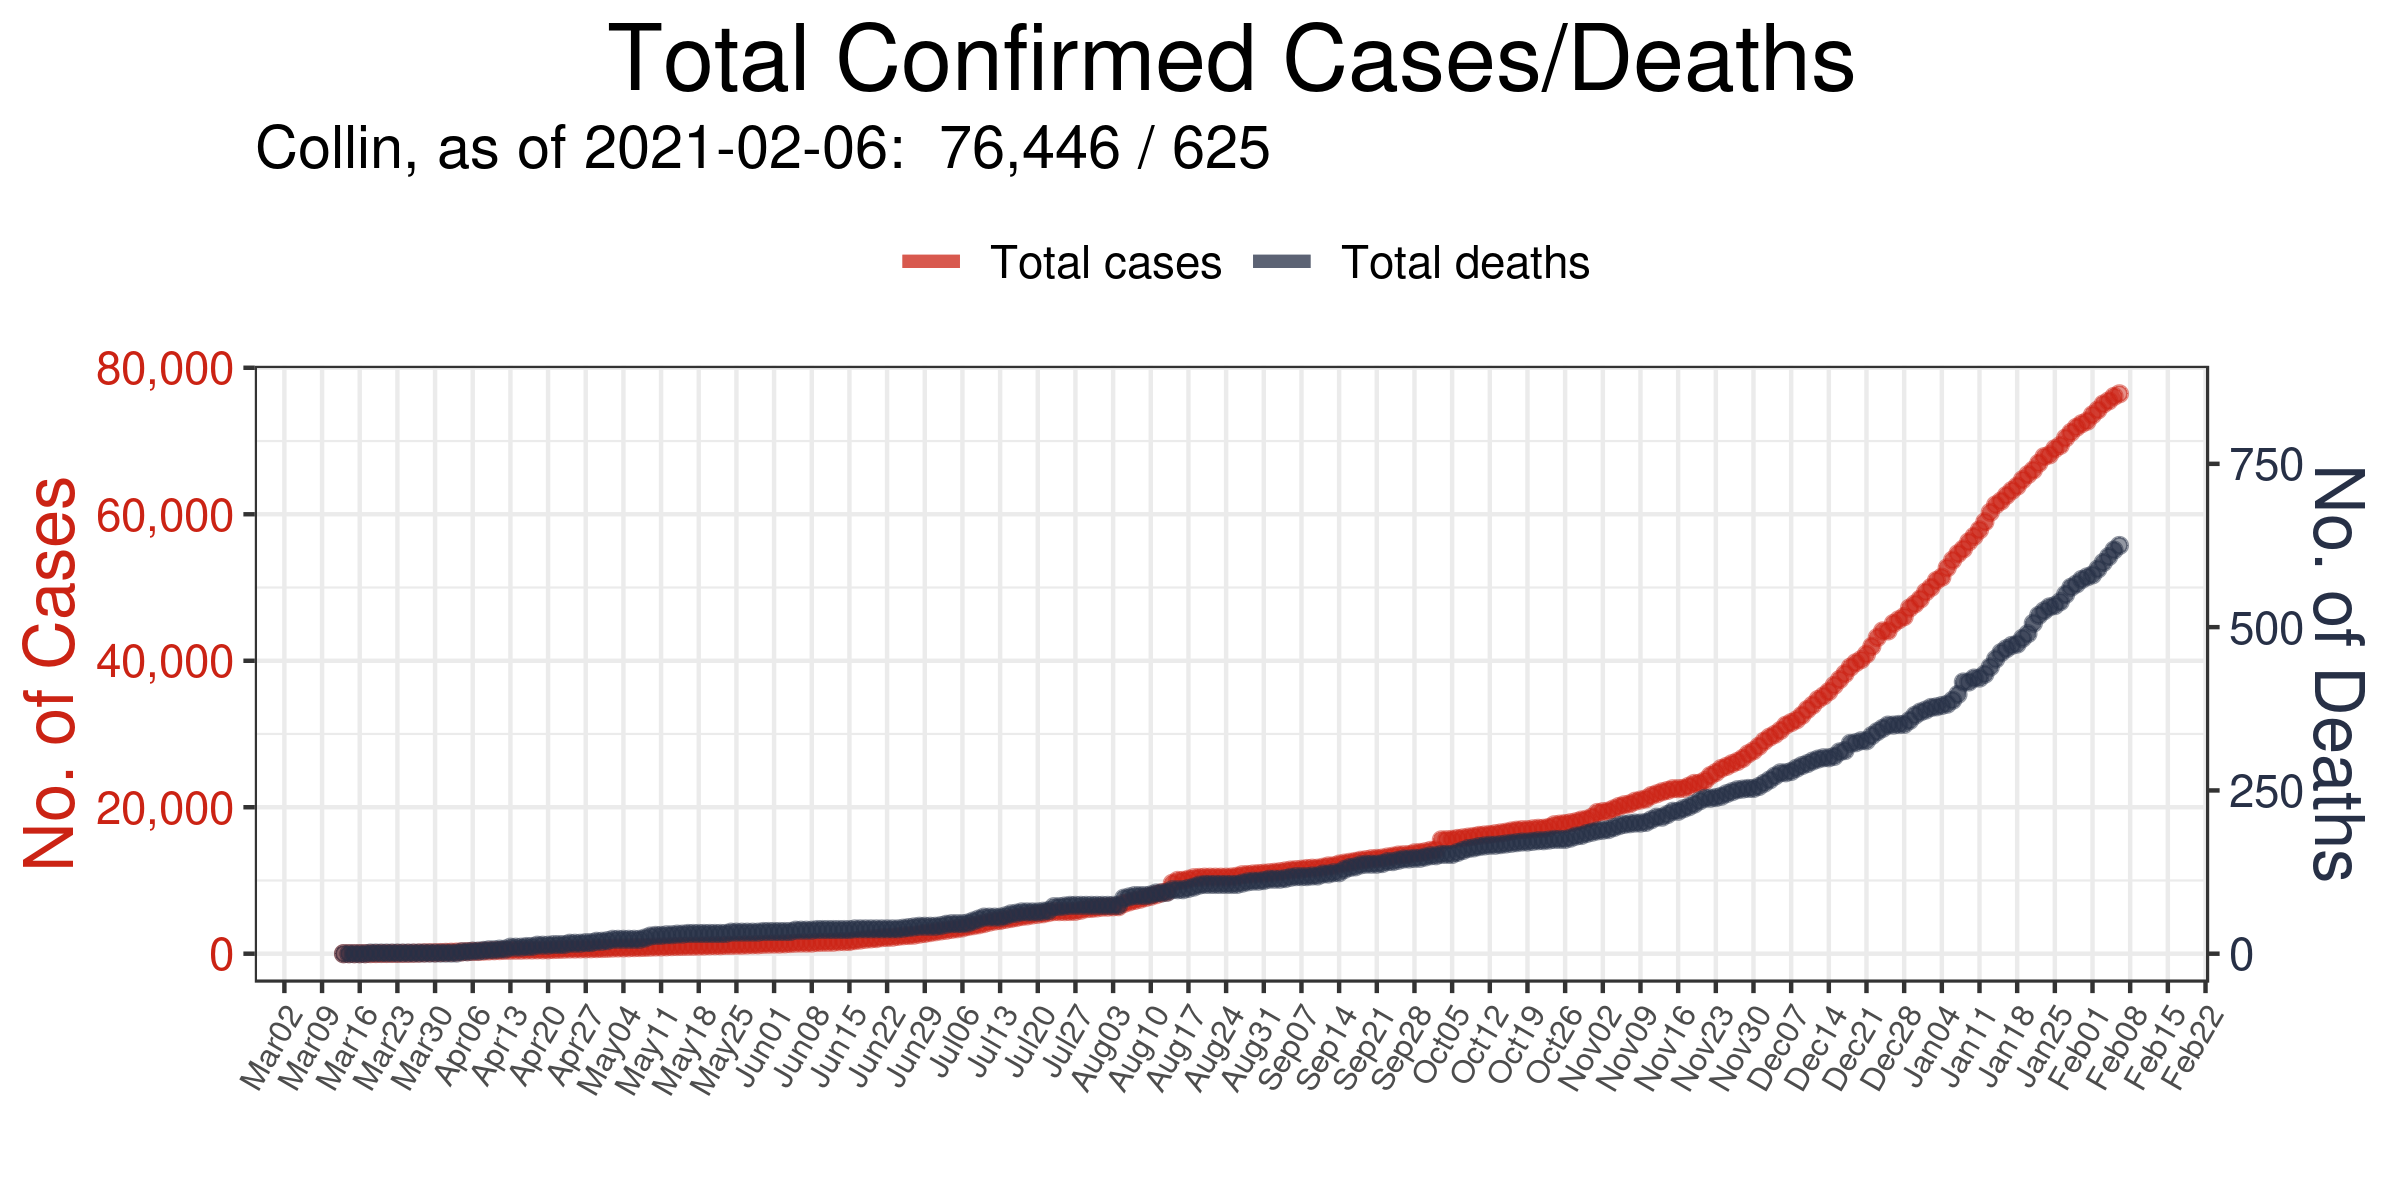 Total Confirmed Cases/Deaths
Collin, as of 2021-02-06:  76,446 / 625
Total cases
Total deaths
No. of Cases
80,000
60,000
40,000
20,000
0
750
500
250
0
No. of Deaths
Mar02
Mar09
Mar16
Mar23
Mar30
Apr06
Apr13
Apr20
Apr27
May04
May11
May18
May25
Jun01
Jun08
Jun15
Jun22
Jun29
Jul06
Jul13
Jul20
Jul27
Aug03
Aug10
Aug17
Aug24
Aug31
Sep07
Sep14
Sep21
Sep28
Oct05
Oct12
Oct19
Oct26
Nov02
Nov09
Nov16
Nov23
Nov30
Dec07
Dec14
Dec21
Dec28
Dec04
Jan11
Jan18
Jan25
Feb01
Feb08
Feb15
Feb22